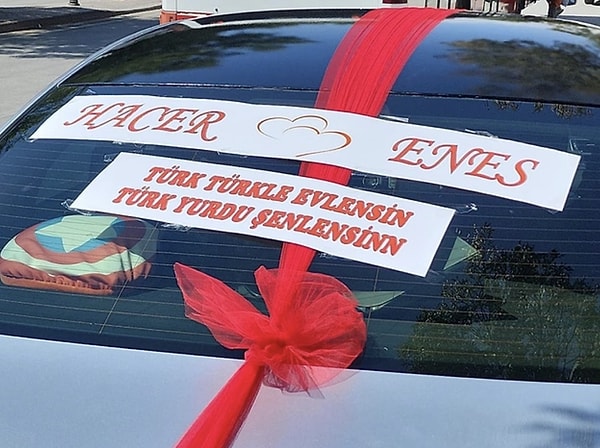 HACER ENES
TÜRK TÜRKLE EVLENSİN
TÜRK YURDU ŞENLENSİNN